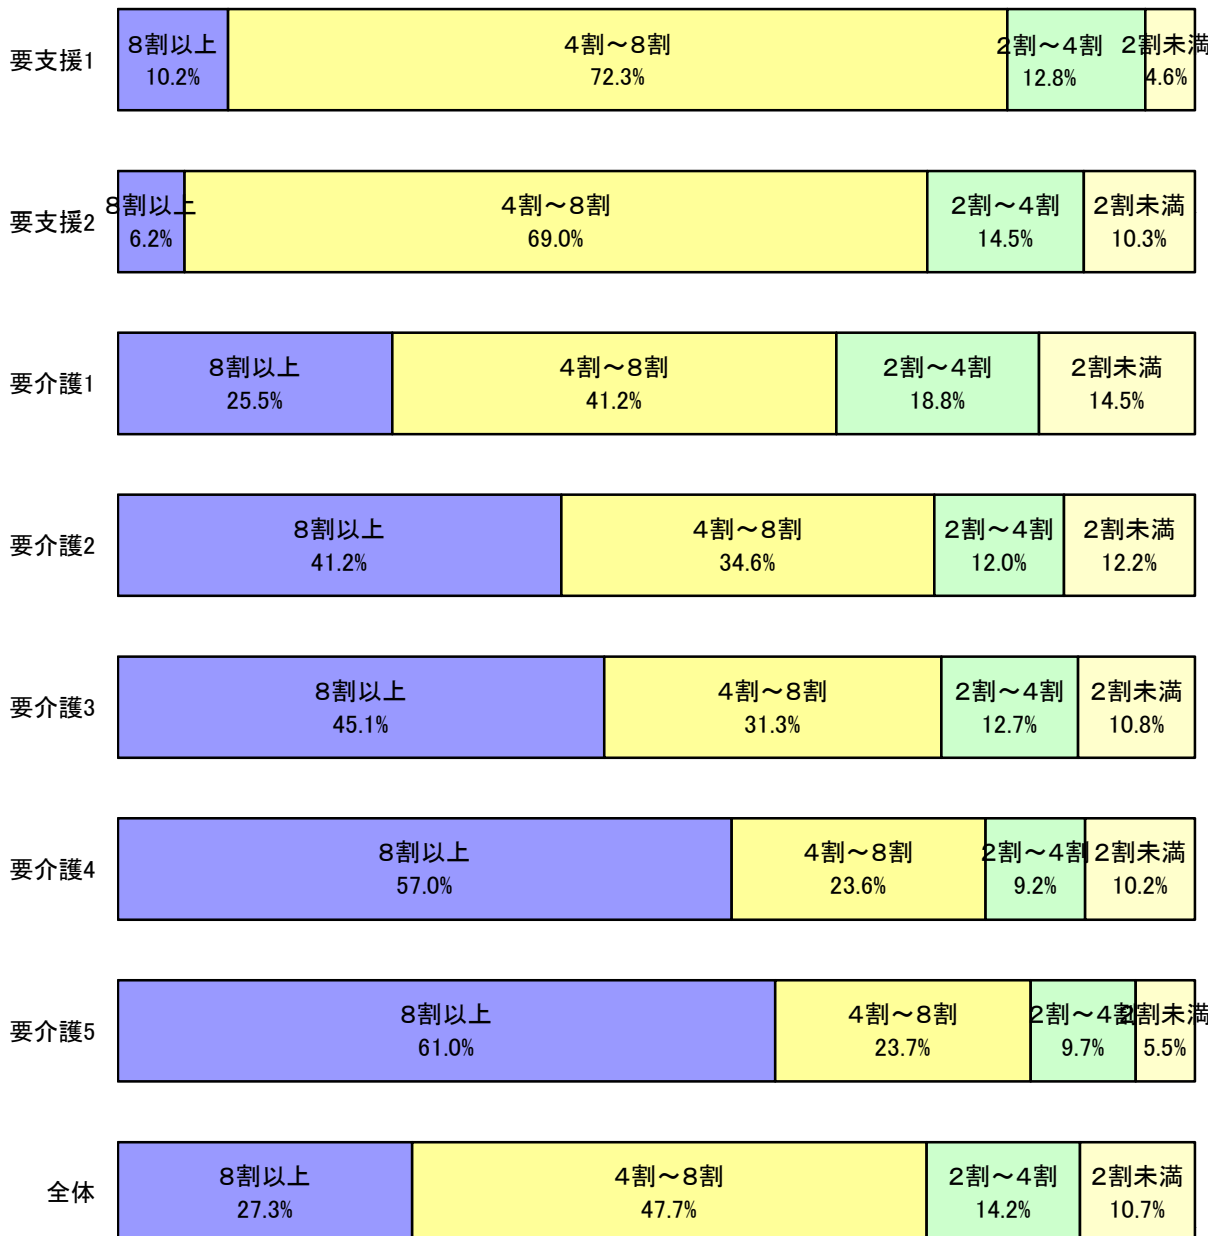 要支援1
8割以上
4割～8割
2割～4割
2割未満
10.2%
72.3%
12.8%
4.6%
要支援2
8割以上
4割～8割
2割～4割
2割未満
6.2%
69.0%
14.5%
10.3%
要介護1
8割以上
4割～8割
2割～4割
2割未満
25.5%
41.2%
18.8%
14.5%
要介護2
8割以上
4割～8割
2割～4割
2割未満
41.2%
34.6%
12.0%
12.2%
要介護3
8割以上
4割～8割
2割～4割
2割未満
45.1%
31.3%
12.7%
10.8%
要介護4
8割以上
4割～8割
2割～4割
2割未満
57.0%
23.6%
9.2%
10.2%
要介護5
8割以上
4割～8割
2割～4割
2割未満
61.0%
23.7%
9.7%
5.5%
全体
8割以上
4割～8割
2割～4割
2割未満
27.3%
47.7%
14.2%
10.7%